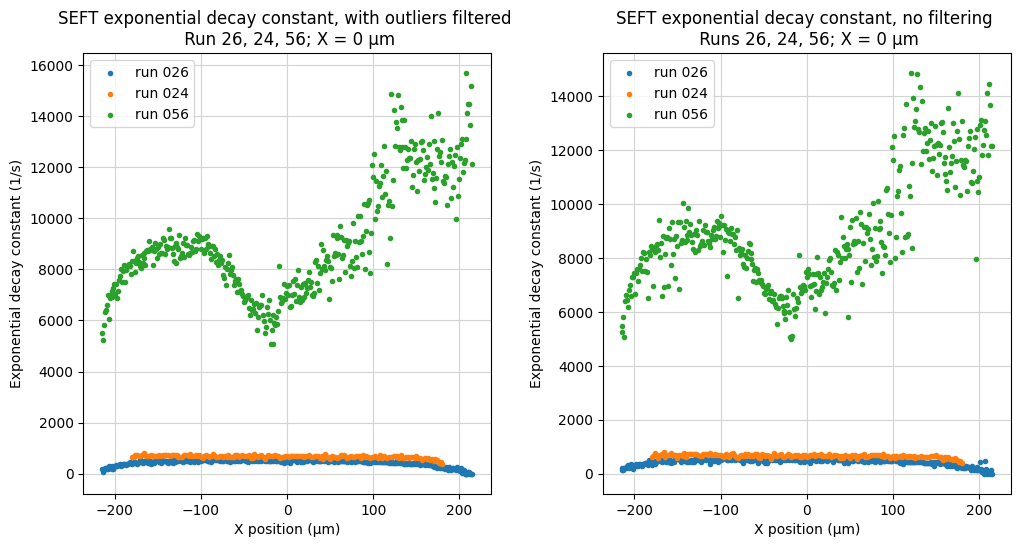 SEFT exponential decay constant, with outliers filtered
Run 26, 24, 56; X = 0 μm
run 026
run 024
run 056
Exponential decay constant (1/s)
16000
14000
12000
10000
8000
6000
4000
2000
0
−200
−100
0
100
200
X position (μm)
SEFT exponential decay constant, no filtering
Runs 26, 24, 56; X = 0 μm
run 026
run 024
run 056
Exponential decay constant (1/s)
14000
12000
10000
8000
6000
4000
2000
0
−200
−100
0
100
200
X position (μm)